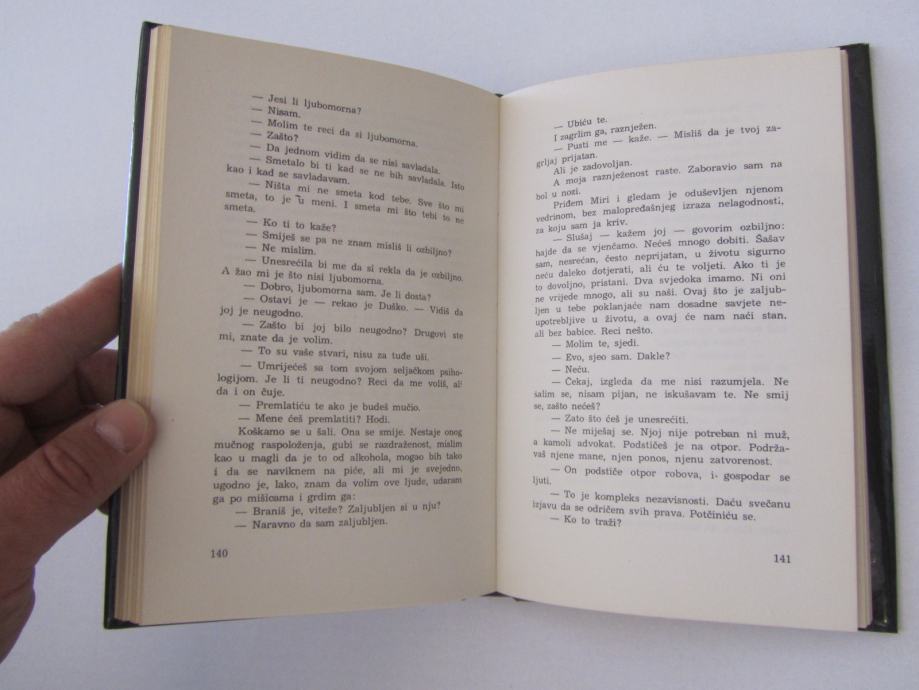 — Jesi li ljubomorna?
— Nisam.
— Molim te reci da si ljubomorna.
— Zašto?
— Da jednom vidim da se nisi savladala.
— Smetalo bi ti kad se ne bih savladala. Isto
kao i kad se savladavam.
— Ništa mi ne smeta kod tebe. Sve što mi
smeta, to je u meni. I smeta mi što tebi to ne
smeta.
— Ko ti to kaže?
— Smiješ se pa ne znam misliš li ozbiljno?
— Ne mislim.
— Unesrećila bi me da si rekla da je ozbiljno.
A žao mi je što nisi ljubomorna.
— Dobro, ljubomorna sam. Je li dosta?
— Ostavi je — rekao je Duško. — Vidiš da
joj je neugodno.
— Zašto bi joj bilo neugodno? Drugovi ste
mi, znate da je volim.
— To su vaše stvari, nisu za tuđe uši.
— Umrijećeš sa tom svojom seljačkom psiho-
logijom. Je li ti neugodno? Reci da me voliš, ali
da i on čuje.
— Premlatiću te ako je budeš mučio.
— Mene ćeš premlatiti? Hodi.
Koškamo se u šali. Ona se smije. Nestaje onog
mučnog raspoloženja, gubi se razdraženost, mislim
kao u magli da je to od alkohola, mogao bih tako
i da se naviknem na piće, ali mi je svejedno,
ugodno je, lako, znam da volim ove ljude, udaram
ga po mišicama i grdim ga:
— Braniš je, viteže? Zaljubljen si u nju?
— Naravno da sam zaljubljen.
140
— Ubiću te.
I zagrlim ga, raznježen.
— Pusti me — kaže. — Misliš da je tvoj za-
grljaj prijatan.
Ali je zadovoljan.
A moja raznježenost raste. Zaboravio sam na
bol u nozi.
Priđem Miri i gledam je oduševljen njenom
vedrinom, bez malopređašnjeg izraza nelagodnosti,
za koju sam ja kriv.
— Slušaj — kažem joj — govorim ozbiljno:
hajde da se vjenčamo. Nećeš mnogo dobiti. Šašav
sam, nesrećan, često neprijatan, u životu sigurno
neću daleko dotjerati, ali ću te voljeti. Ako ti je
to dovoljno, pristani. Dva svjedoka imamo. Ni oni
ne vrijede mnogo, ali su naši. Ovaj što je zaljub-
ljen u tebe poklanjaće nam dosadne savjete ne-
upotrebljive u životu, a ovaj će nam naći stan,
ali bez babice. Reci nešto.
— Molim te, sjedi.
— Evo, sjeo sam. Dakle?
— Neću.
— Čekaj, izgleda da me nisi razumjela. Ne
šalim se, nisam pijan, ne iskušavam te. Ne smij
se, zašto nećeš?
— Zato što ćeš je unesrećiti.
— Ne miješaj se. Njoj nije potreban ni muž,
a kamoli advokat. Podstičeš je na otpor. Podrža-
vaš njene mane, njen ponos, njenu zatvorenost.
— On podstiče otpor robova, i gospodar se
ljuti.
— To je kompleks nezavisnosti. Daću svečanu
izjavu da se odričem svih prava. Potčiniću se.
— Ko to traži?
141